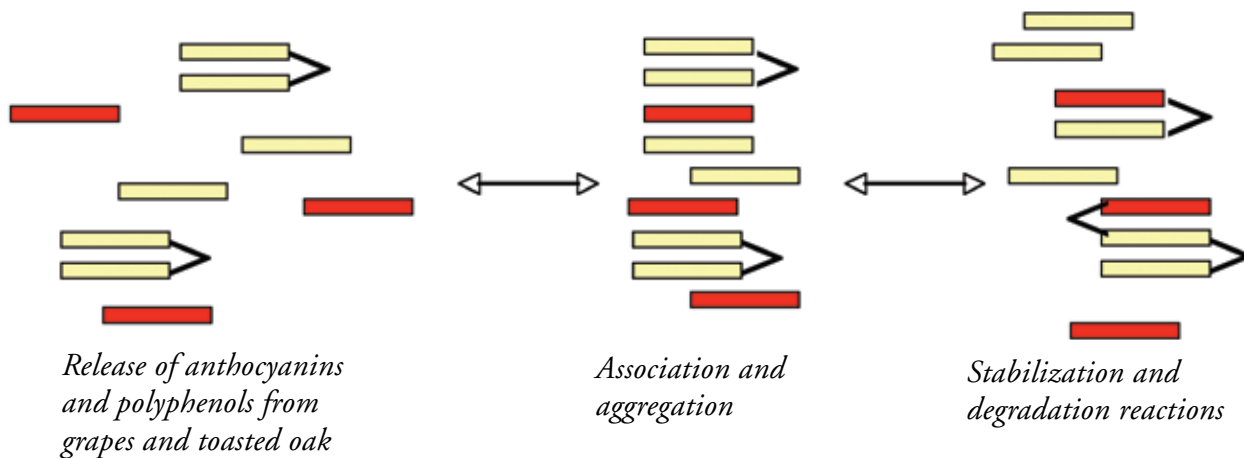 Release of anthocyanins
and polyphenols from
grapes and toasted oak
Association and
aggregation
Stabilization and
degradation reactions